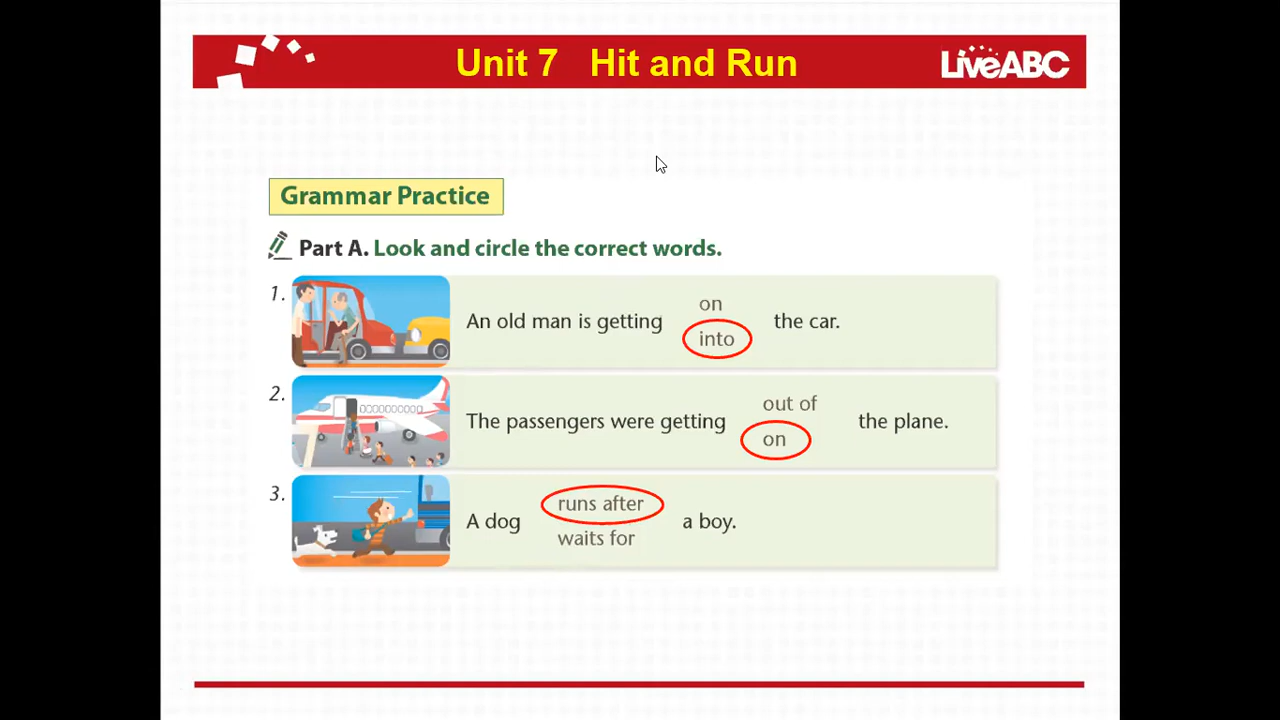 Unit 7 Hit and Run
LiveABC
Grammar Practice
Part A. Look and circle the correct words.
1.
An old man is getting
on
into
the car.
2.
The passengers were getting
out of
on
the plane.
3.
A dog
runs after
waits for
a boy.